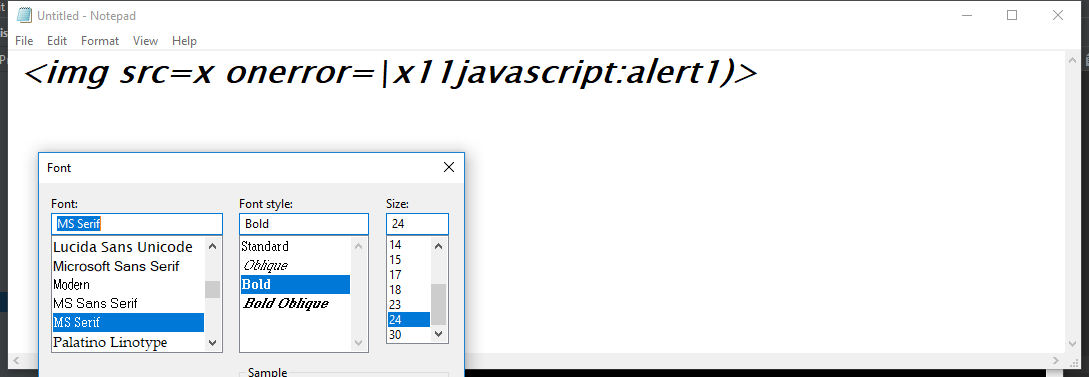 Untitled - Notepad
File Edit Format View Help
<img src=x onerror=|x11javascript:alert1)>
Font
Font: Font style: Size:
MS Serif Bold 24
Lucida Sans Unicode
Microsoft Sans Serif
Modern
MS Sans Serif
MS Serif
Palatino Linotype
Standard
Oblique
Bold
Bold Oblique
14
15
17
18
23
24
30
Sample